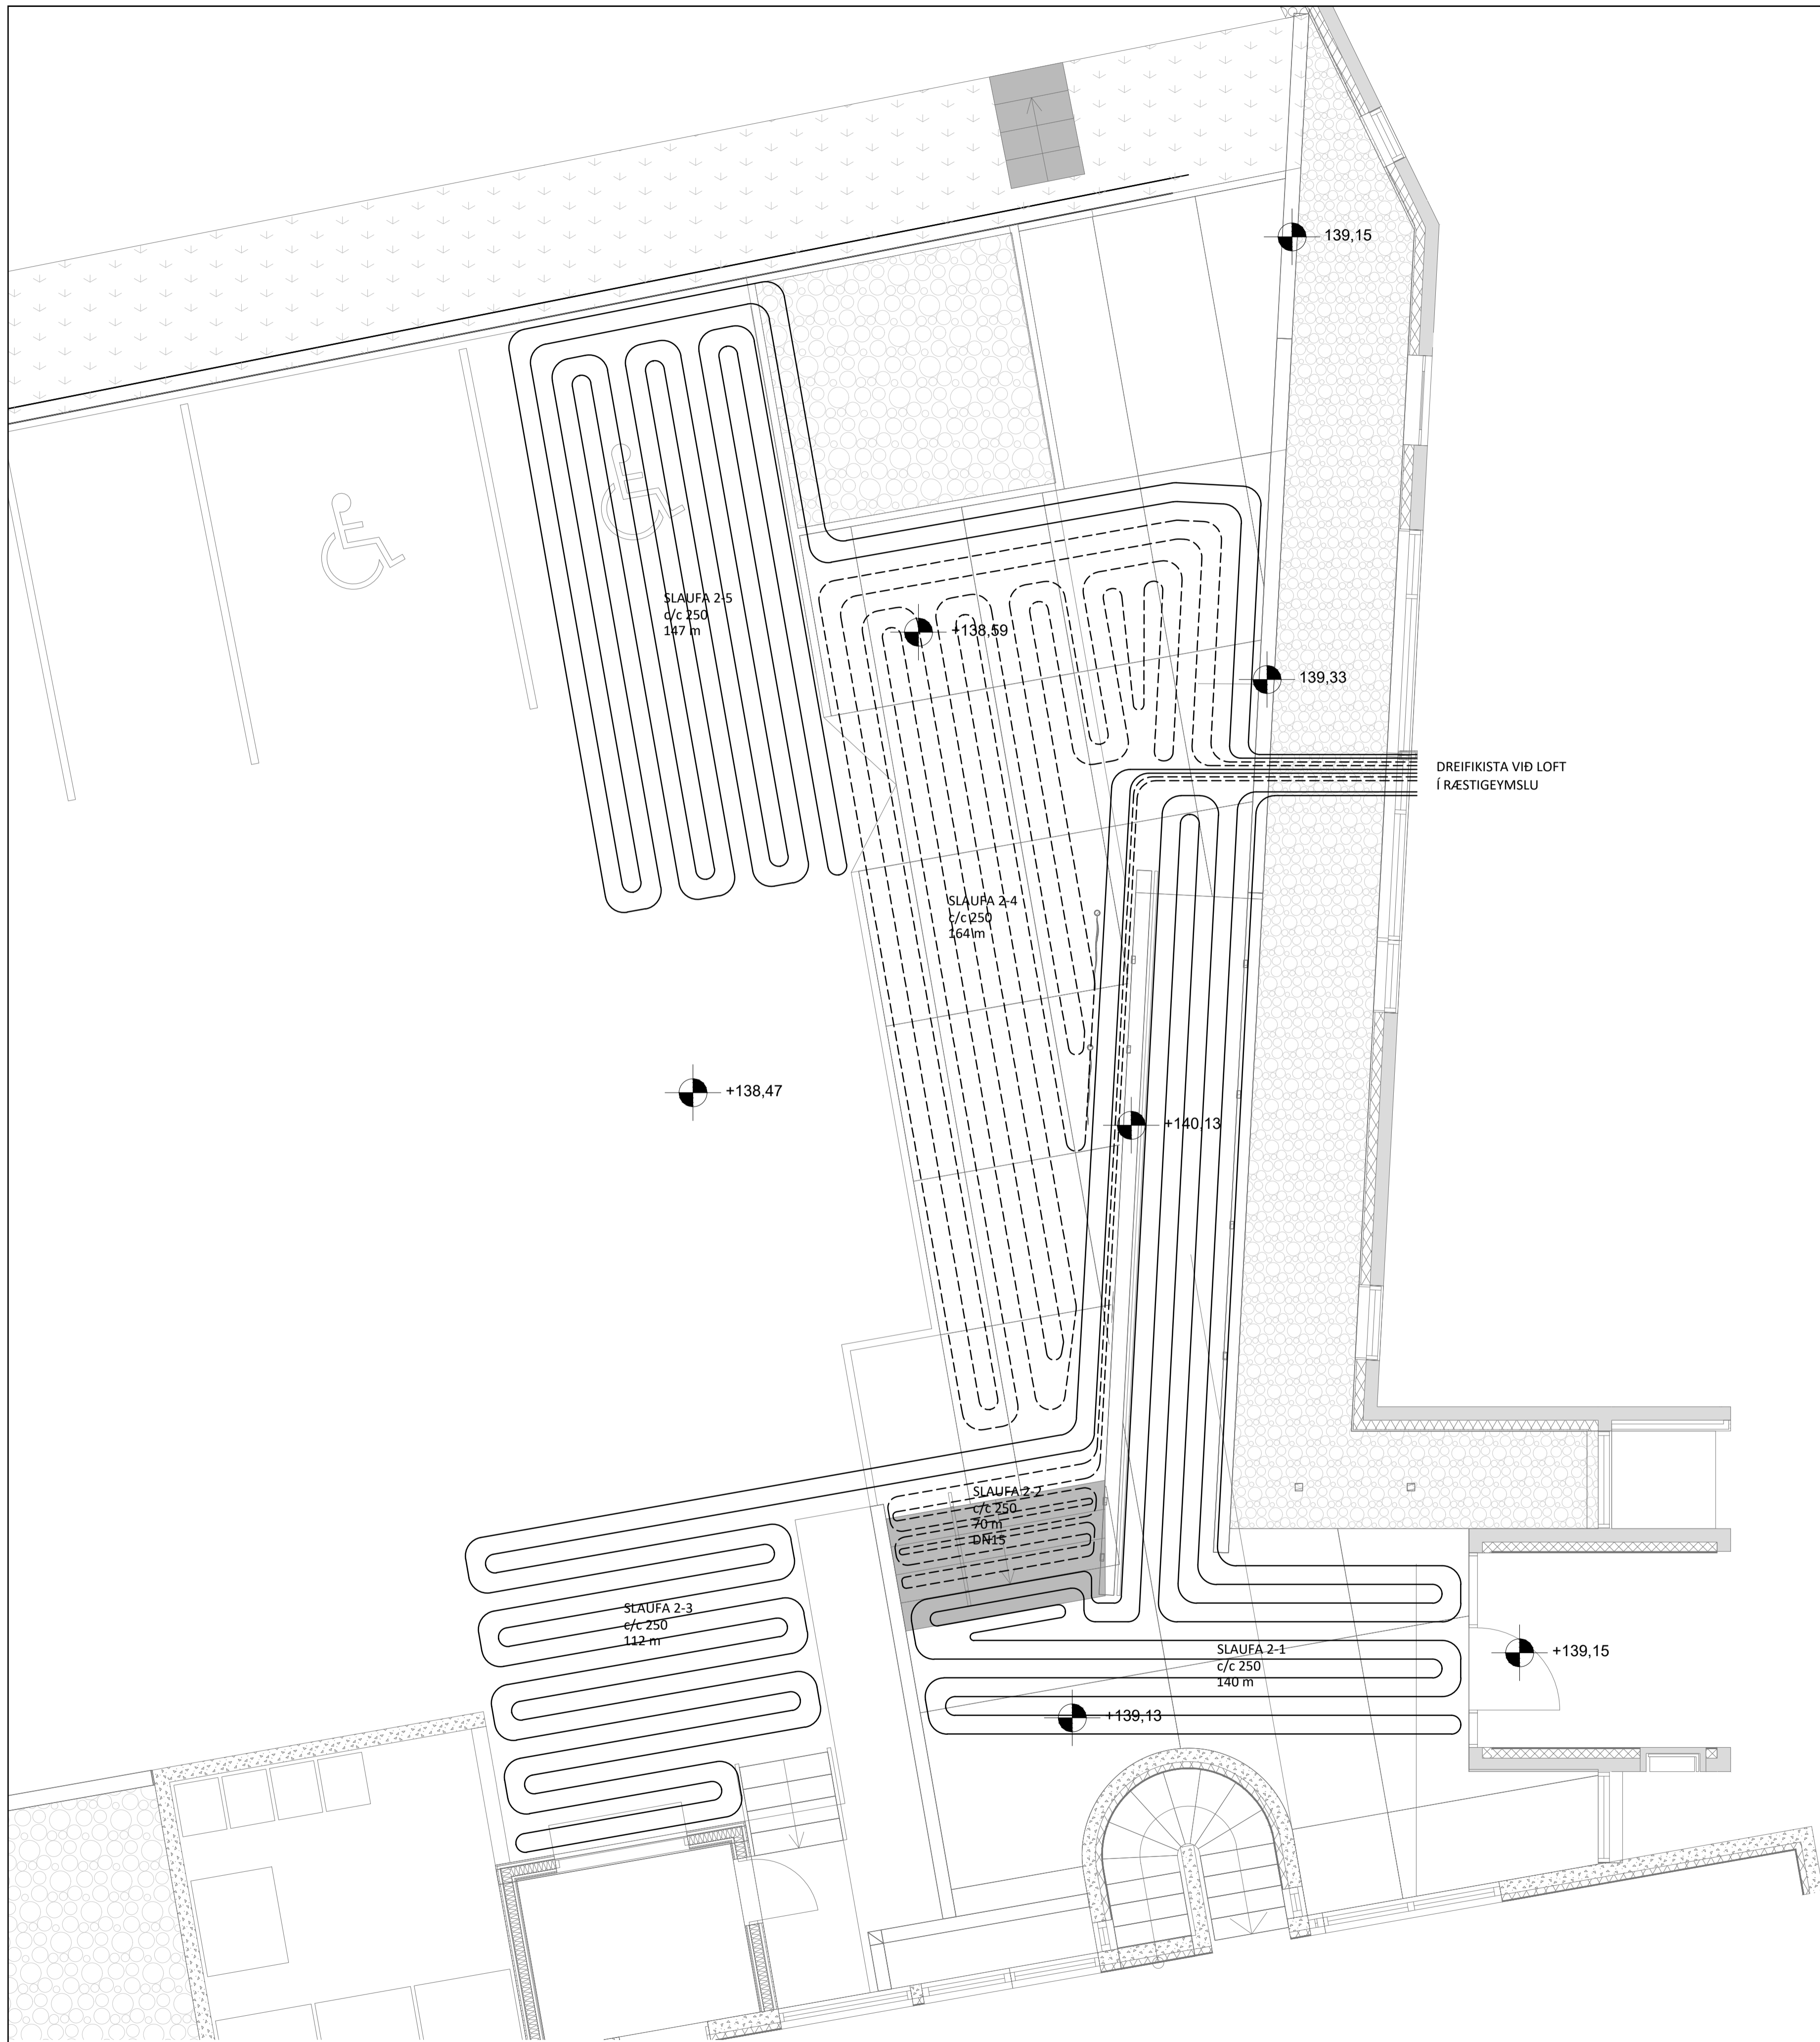 139,15
SLAUFA 2-5
c/c 250
147 m
+138,59
139,33
DREIFIKISTA VIÐ LOFT
Í RÆSTIGEYMSLU
SLAUFA 2-4
c/c 250
164 m
+138,47
+140,13
SLAUFA 2-2
c/c 250
70 m
DN15
SLAUFA 2-3
c/c 250
112 m
SLAUFA 2-1
c/c 250
140 m
+139,15
+139,13